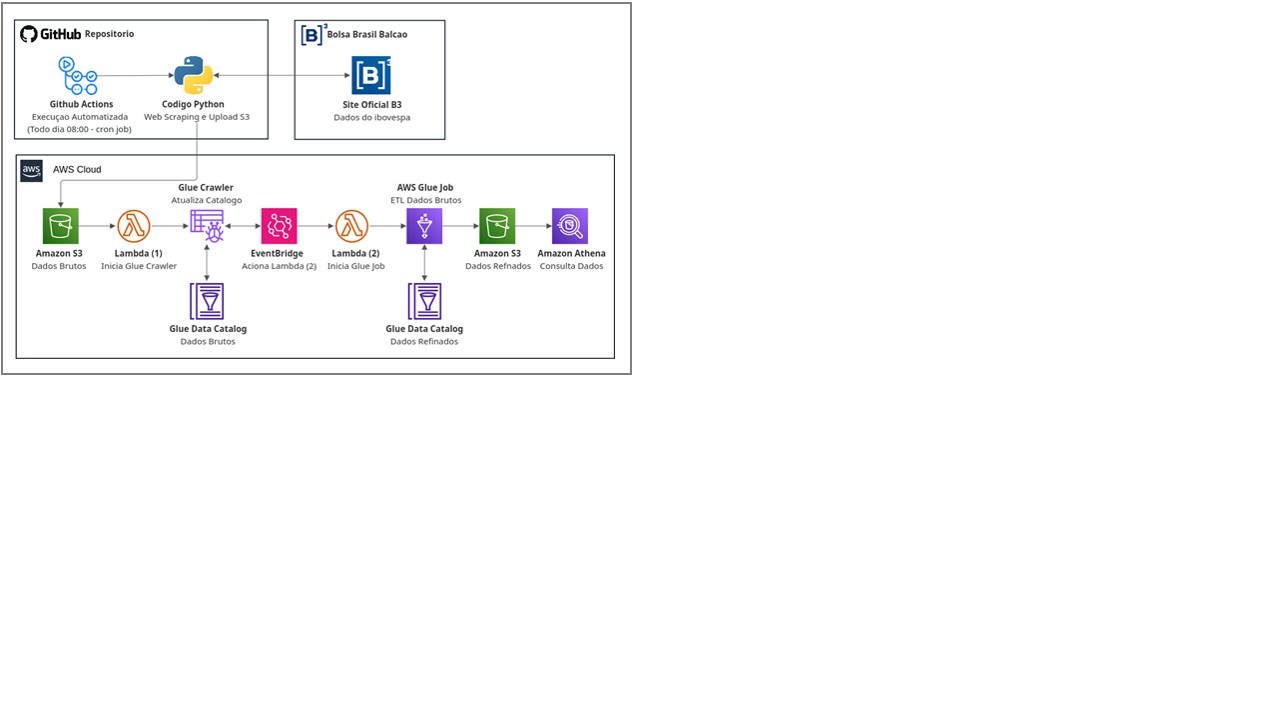 GitHub Repositorio
[B]³ Bolsa Brasil Balcao
[B]³
Github Actions
Execuçao Automatizada
(Todo dia 08:00 - cron job)
Codigo Python
Web Scraping e Upload S3
Site Oficial B3
Dados do ibovespa
aws AWS Cloud
Glue Crawler
Atualiza Catalogo
AWS Glue Job
ETL Dados Brutos
Amazon S3
Dados Brutos
Lambda (1)
Inicia Glue Crawler
EventBridge
Aciona Lambda (2)
Lambda (2)
Inicia Glue Job
Amazon S3
Dados Refnados
Amazon Athena
Consulta Dados
Glue Data Catalog
Dados Brutos
Glue Data Catalog
Dados Refinados